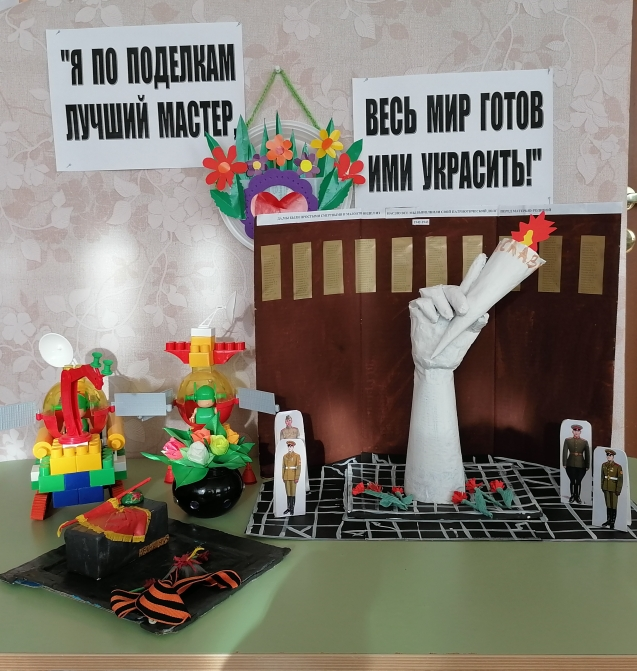 "Я ПО ПОДЕЛКАМ
ЛУЧШИЙ МАСТЕР,
ВЕСЬ МИР ГОТОВ
ИМИ УКРАСИТЬ!"